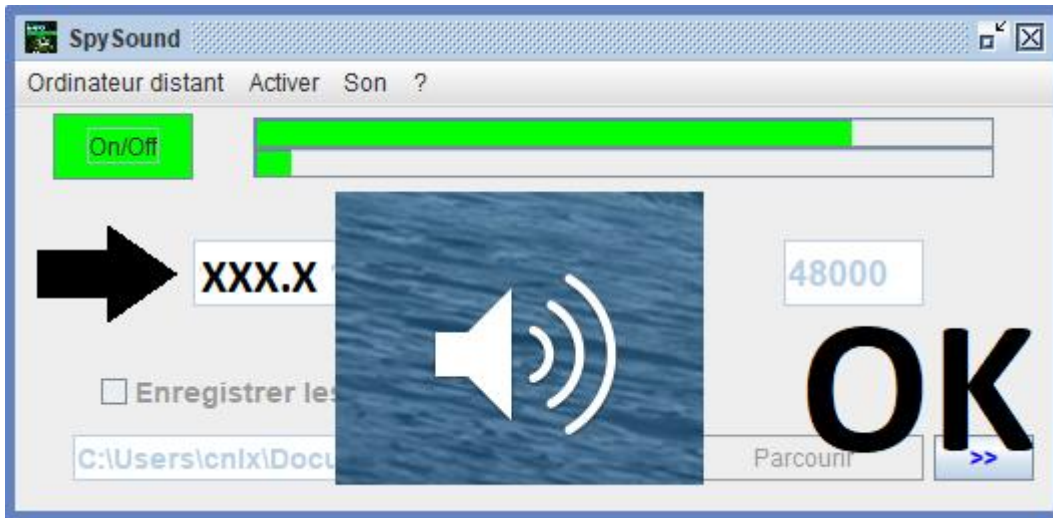 SpySound
Ordinateur distant Activer Son ?
On/Off
XXX.X 48000
OK
Enregistrer les
C:\Users\cnlx\Docu Parcourir >>